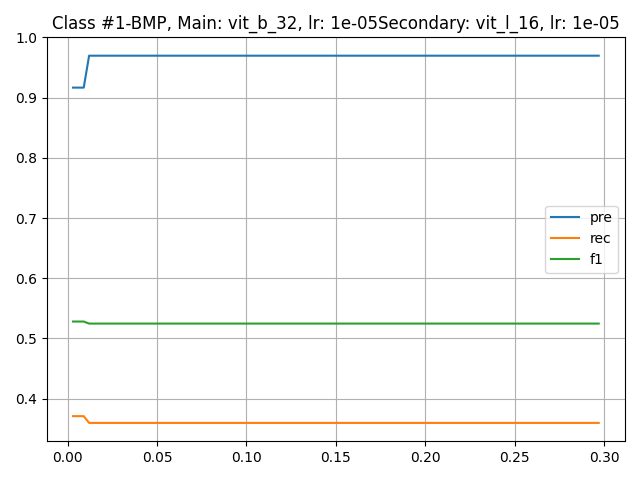 Class #1-BMP, Main: vit_b_32, lr: 1e-05Secondary: vit_l_16, lr: 1e-05
1.0
0.9
0.8
0.7
0.6
0.5
0.4
pre
rec
f1
0.00 0.05 0.10 0.15 0.20 0.25 0.30